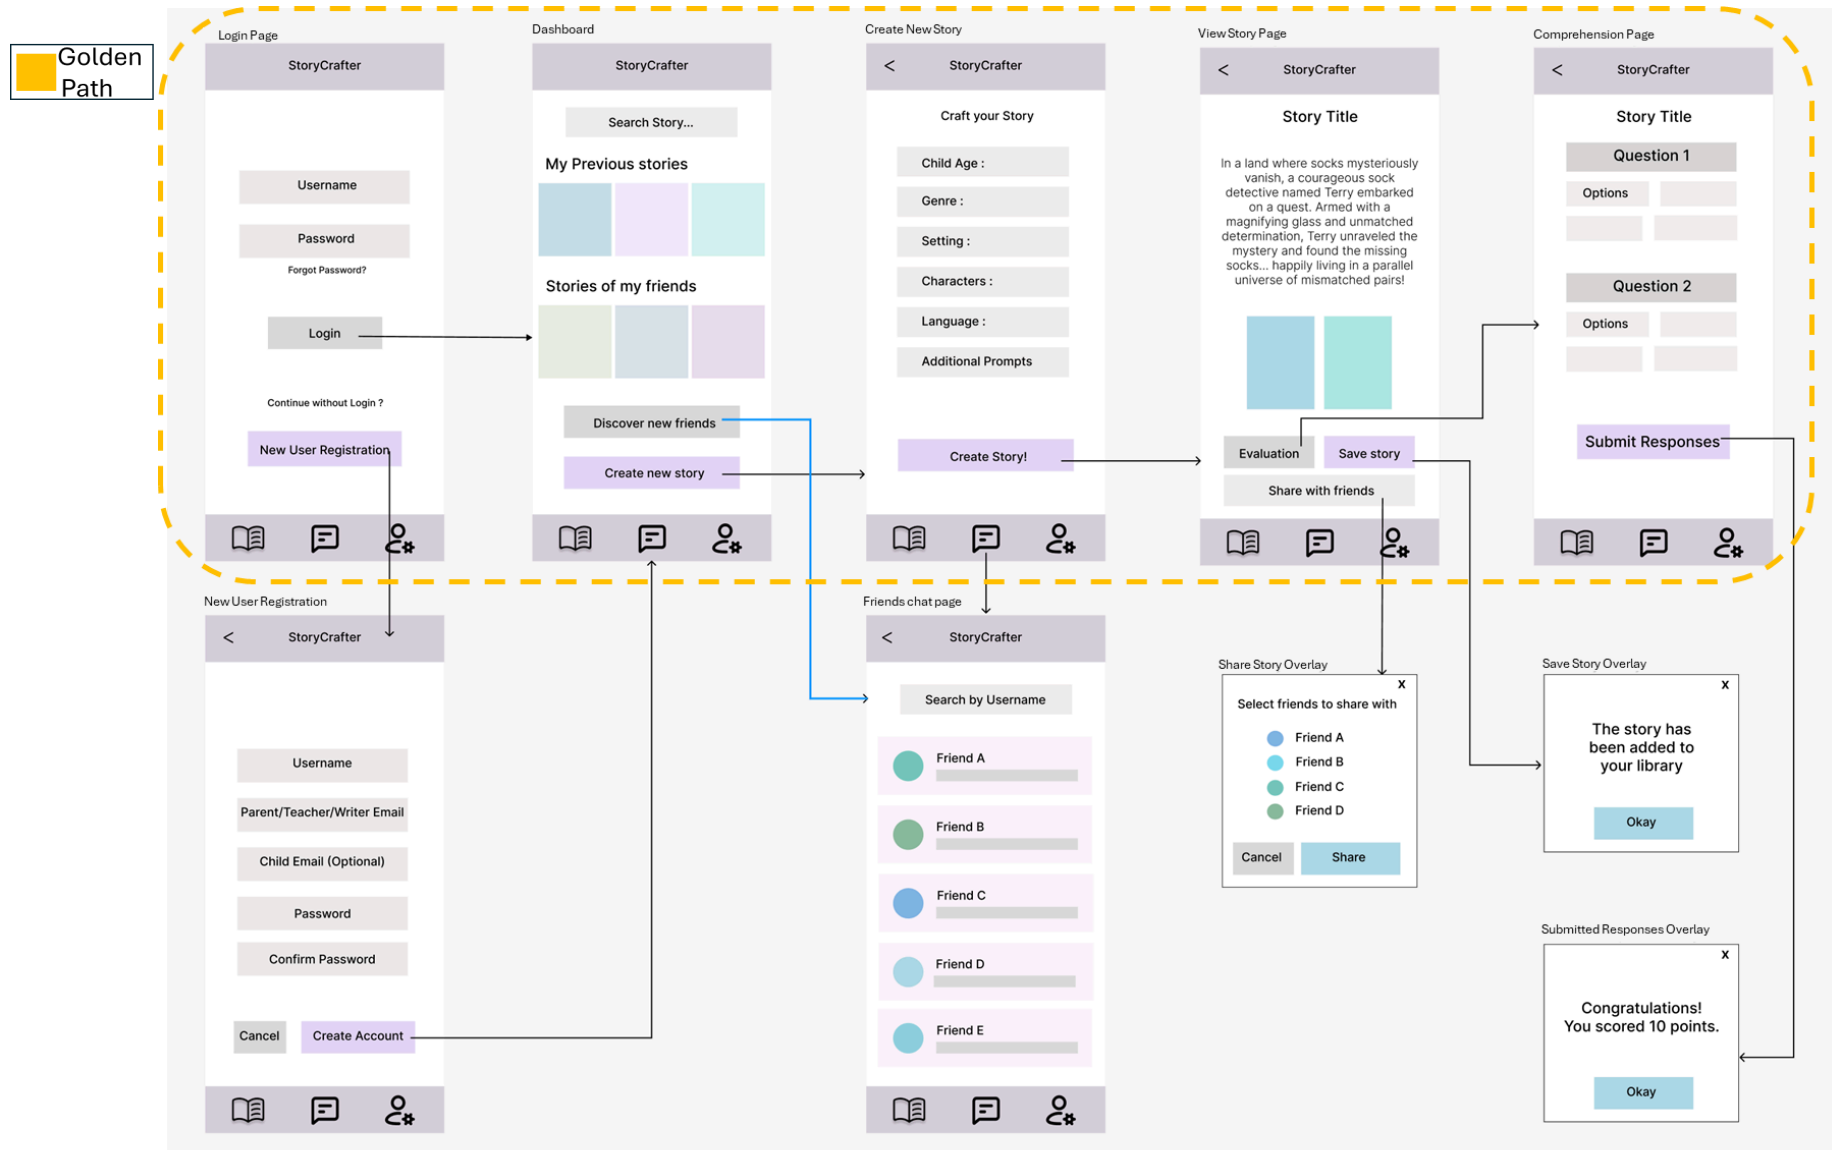 Golden
Path
Login Page
StoryCrafter
Username
Password
Forgot Password?
Login
Continue without Login ?
New User Registration
Dashboard
StoryCrafter
Search Story...
My Previous stories
Stories of my friends
Discover new friends
Create new story
Create New Story
<
StoryCrafter
Craft your Story
Child Age :
Genre :
Setting :
Characters :
Language :
Additional Prompts
Create Story!
View Story Page
<
StoryCrafter
Story Title
In a land where socks mysteriously
vanish, a courageous sock
detective named Terry embarked
on a quest. Armed with a
magnifying glass and unmatched
determination, Terry unraveled the
mystery and found the missing
socks... happily living in a parallel
universe of mismatched pairs!
Evaluation
Save story
Share with friends
Comprehension Page
<
StoryCrafter
Story Title
Question 1
Options
Question 2
Options
Submit Responses
New User Registration
<
StoryCrafter
Username
Parent/Teacher/Writer Email
Child Email (Optional)
Password
Confirm Password
Cancel
Create Account
Friends chat page
<
StoryCrafter
Search by Username
Friend A
Friend B
Friend C
Friend D
Friend E
Share Story Overlay
X
Select friends to share with
Friend A
Friend B
Friend C
Friend D
Cancel
Share
Save Story Overlay
X
The story has
been added to
your library
Okay
Submitted Responses Overlay
X
Congratulations!
You scored 10 points.
Okay